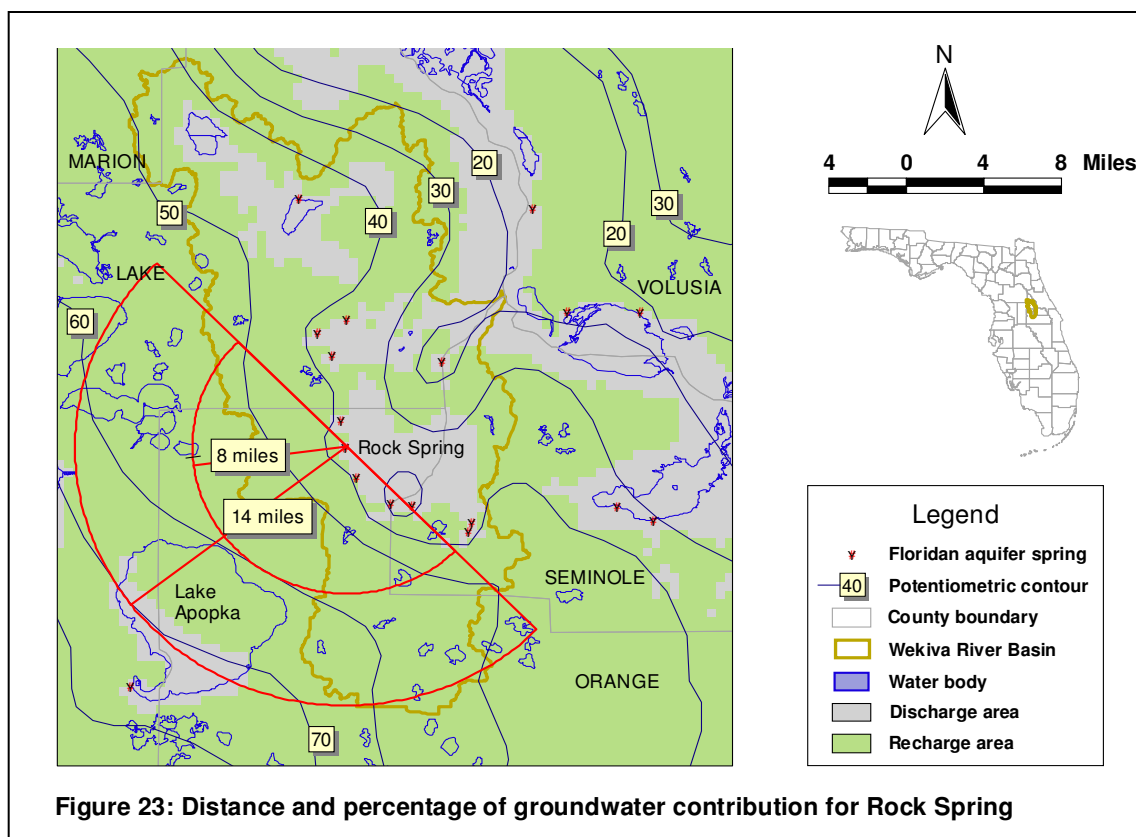 N
4 0 4 8 Miles
MARION
20
30
50
40
30
20
LAKE
VOLUSIA
60
Rock Spring
8 miles
14 miles
Lake
Apopka
SEMINOLE
ORANGE
70
Legend
Floridan aquifer spring
40 Potentiometric contour
County boundary
Wekiva River Basin
Water body
Discharge area
Recharge area
Figure 23: Distance and percentage of groundwater contribution for Rock Spring